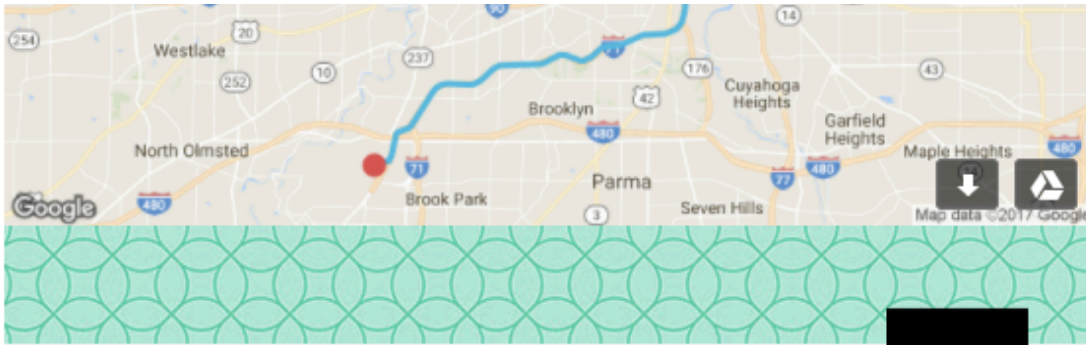 14
90
254
20
Westlake
237
71
10
176
43
252
Cuyahoga
Heights
42
Brooklyn
Garfield
Heights
480
North Olmsted
Maple Heights
480
71
480
77
Parma
Brook Park
480
Seven Hills
3
Google
Map data ©2017 Google